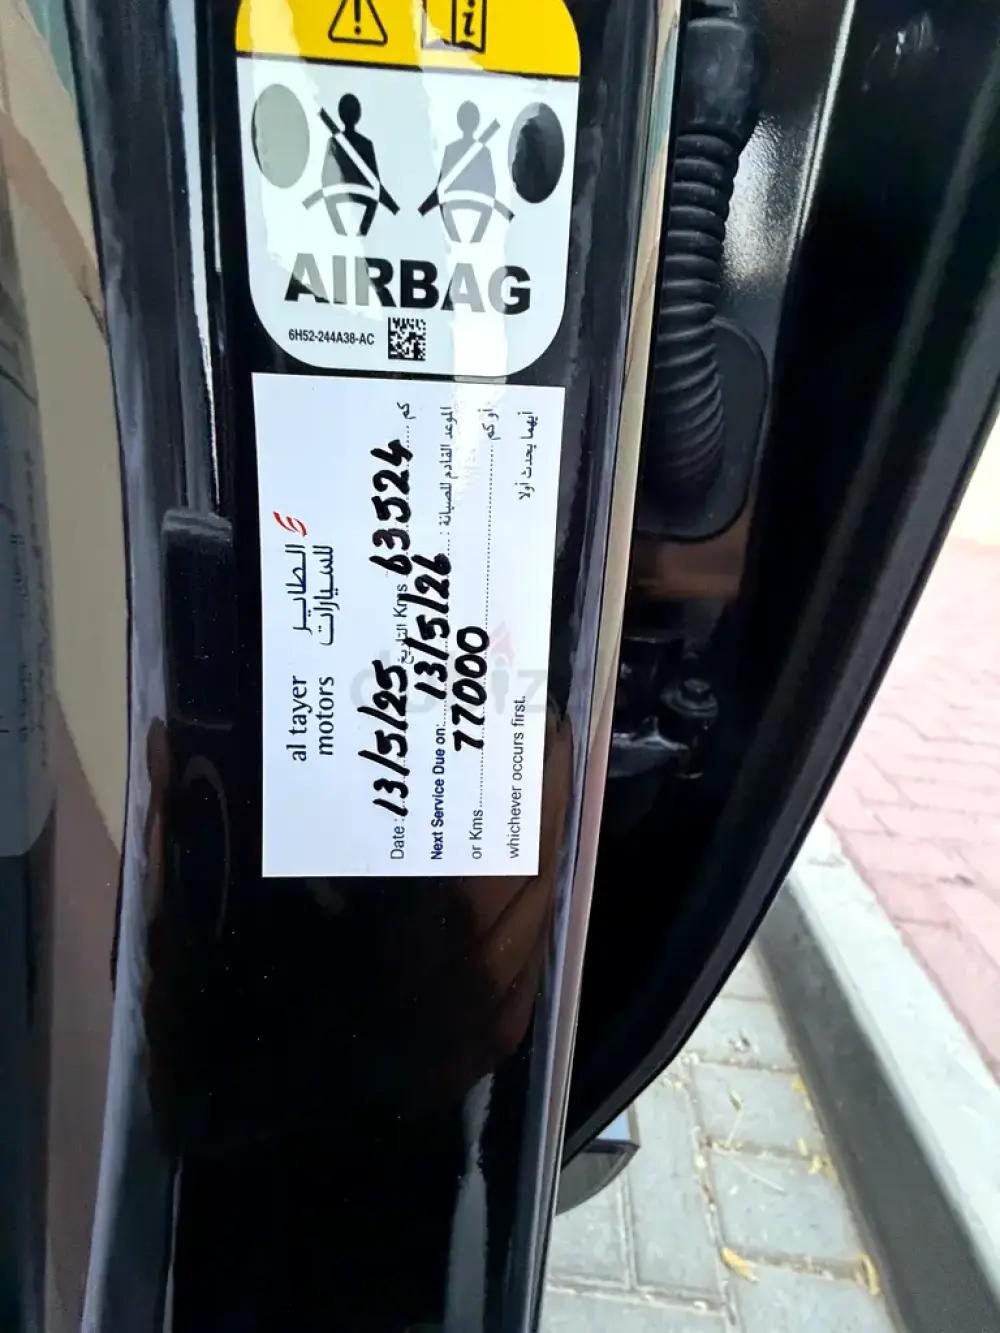 AIRBAG
6H52-244A38-AC
الطاير
للسيارات
al tayer
motors
Date : 13/5/25 التاريخ Kms 63524 كم
Next Service Due on: 13/5/26 : الموعد القادم للصيانة
or Kms 77000 أو كم
whichever occurs first. أيهما يحدث أولا
dubizzle